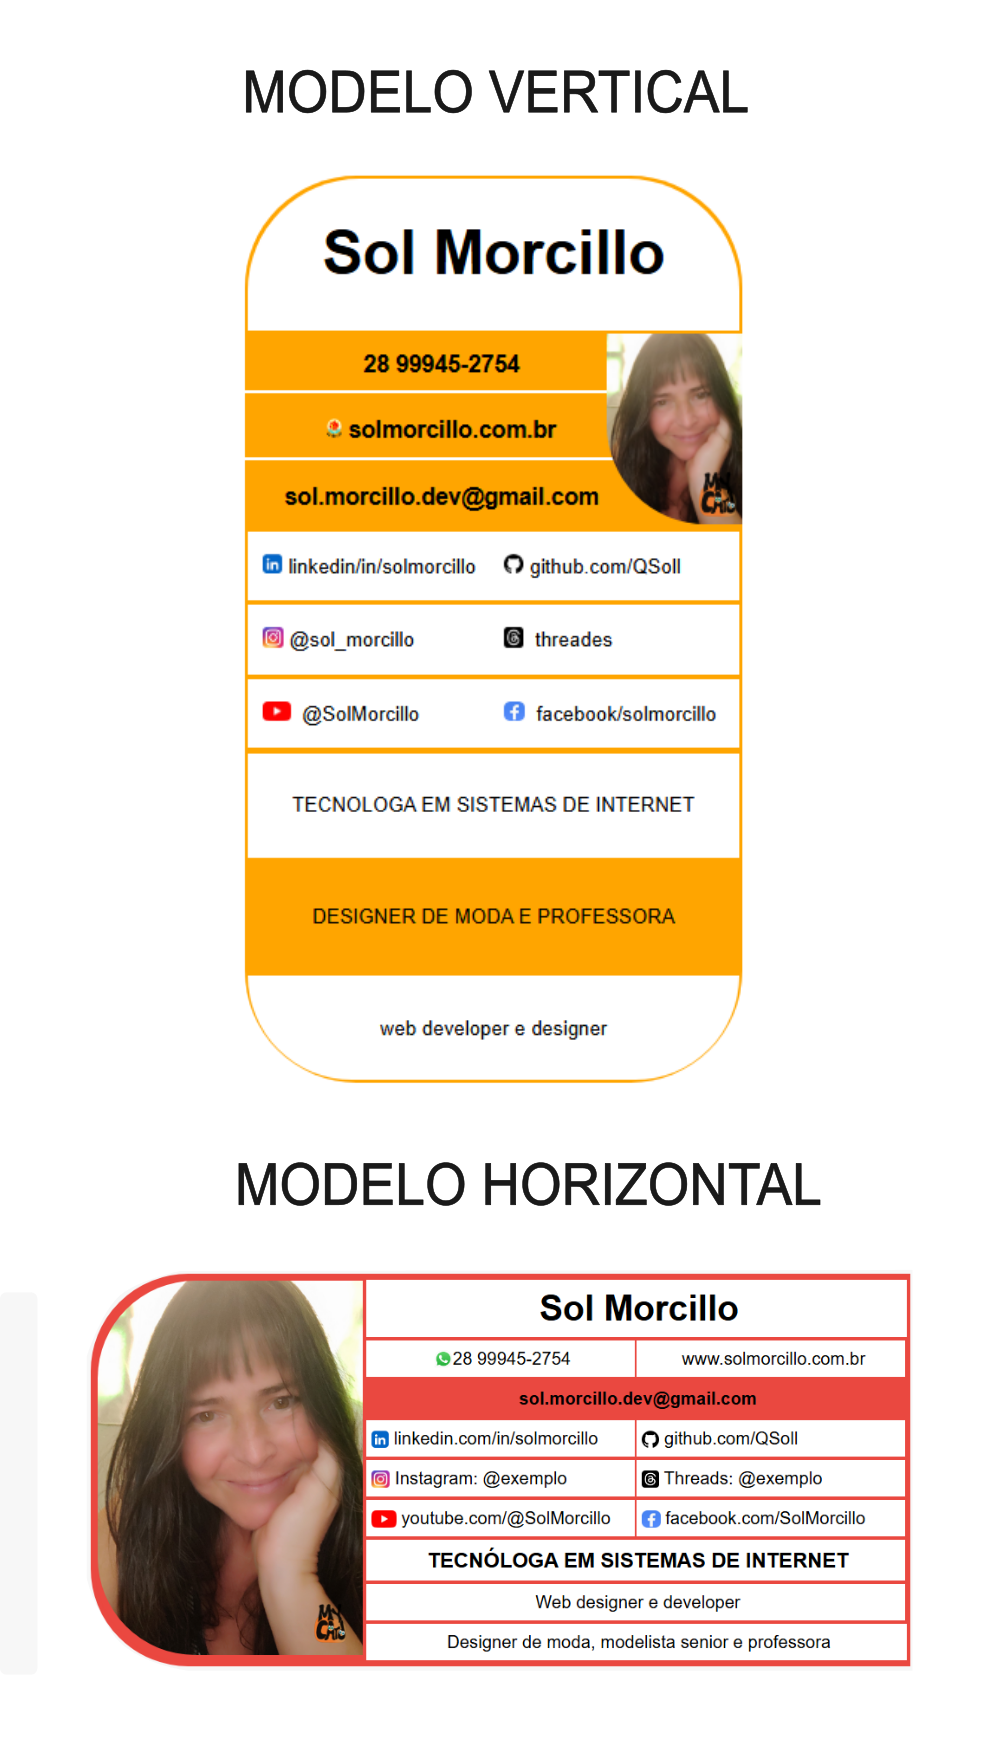 MODELO VERTICAL
Sol Morcillo
28 99945-2754
solmorcillo.com.br
sol.morcillo.dev@gmail.com
linkedin/in/solmorcillo github.com/QSoll
@sol_morcillo threades
@SolMorcillo facebook/solmorcillo
TECNOLOGA EM SISTEMAS DE INTERNET
DESIGNER DE MODA E PROFESSORA
web developer e designer
MODELO HORIZONTAL
Sol Morcillo
28 99945-2754 www.solmorcillo.com.br
sol.morcillo.dev@gmail.com
linkedin.com/in/solmorcillo github.com/QSoll
Instagram: @exemplo Threads: @exemplo
youtube.com/@SolMorcillo facebook.com/SolMorcillo
TECNÓLOGA EM SISTEMAS DE INTERNET
Web designer e developer
Designer de moda, modelista senior e professora